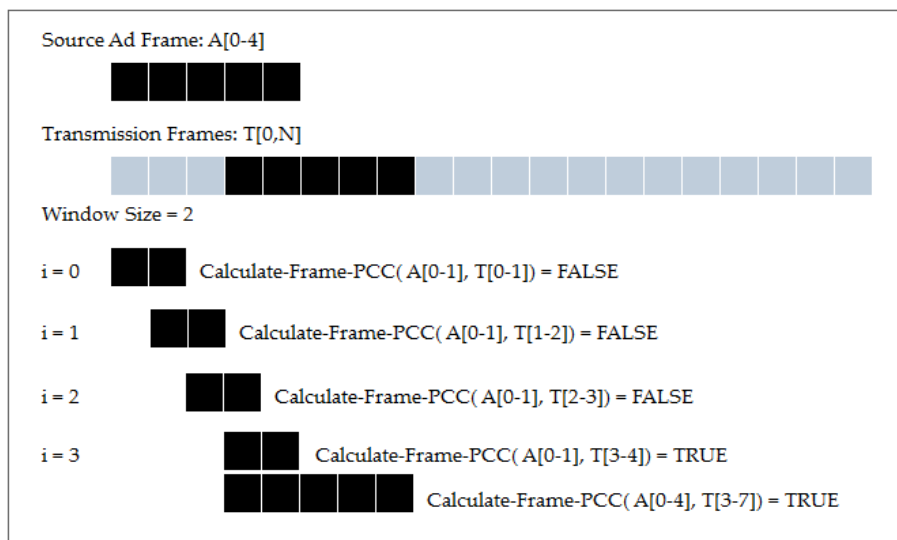 Source Ad Frame: A[0-4]
Transmission Frames: T[0,N]
Window Size = 2
i = 0 Calculate-Frame-PCC( A[0-1], T[0-1]) = FALSE
i = 1 Calculate-Frame-PCC( A[0-1], T[1-2]) = FALSE
i = 2 Calculate-Frame-PCC( A[0-1], T[2-3]) = FALSE
i = 3 Calculate-Frame-PCC( A[0-1], T[3-4]) = TRUE
Calculate-Frame-PCC( A[0-4], T[3-7]) = TRUE